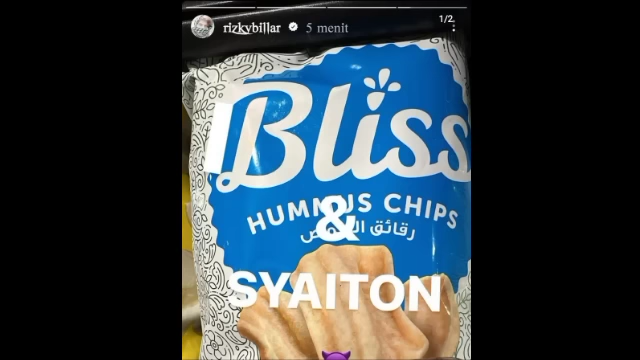 rizkybillar 5 menit
1/2
Bliss
HUMMUS CHIPS
&
رقائق
SYAITON